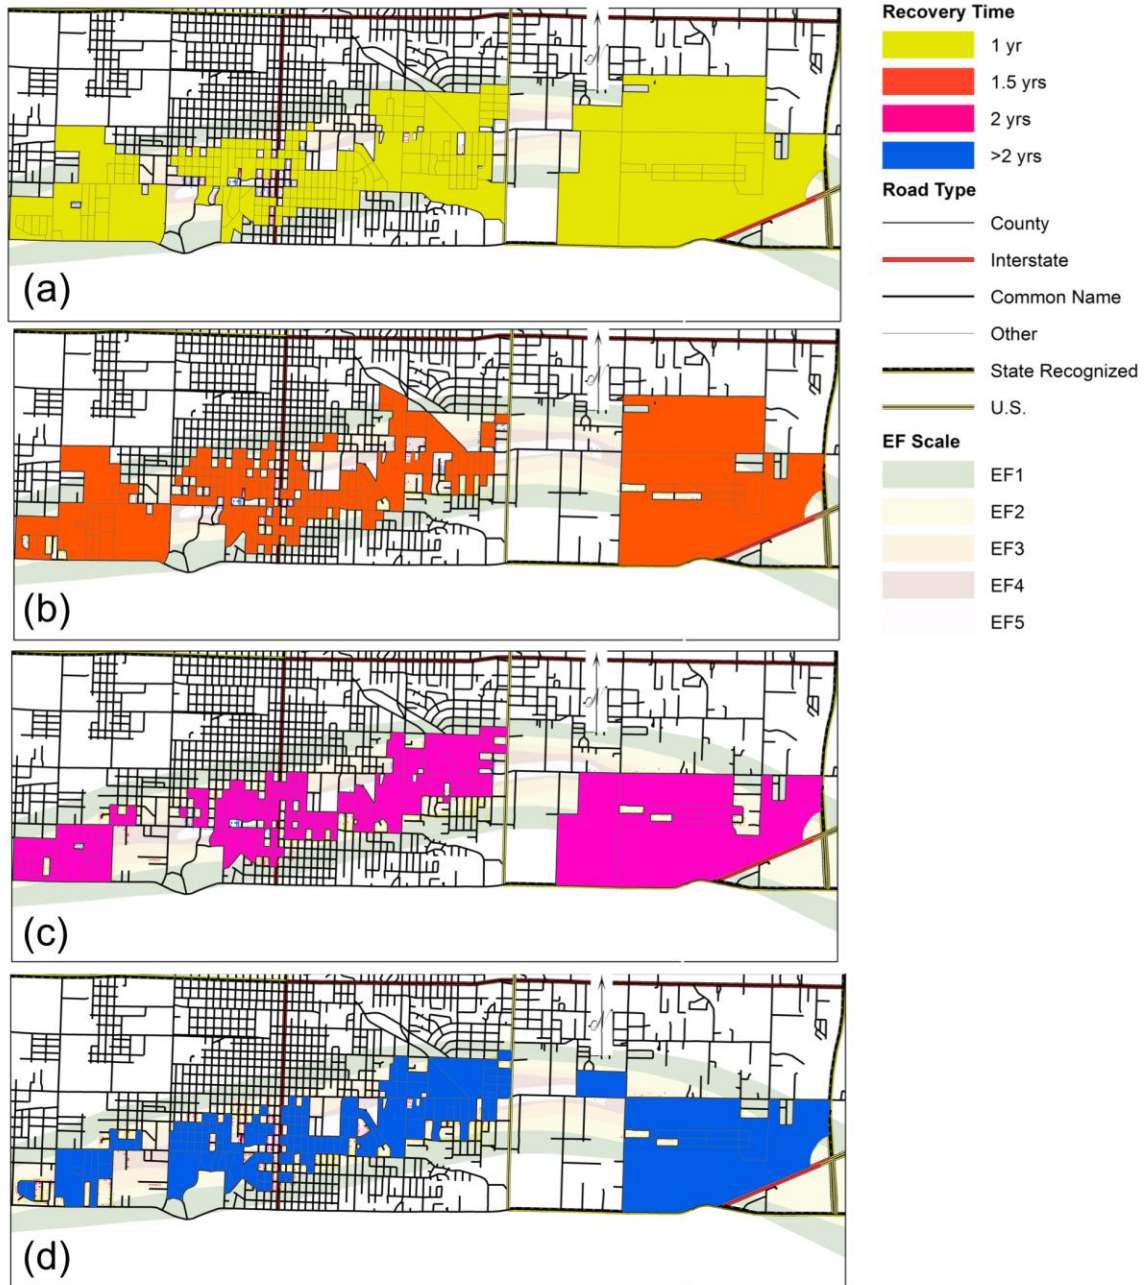 Recovery Time
1 yr
1.5 yrs
2 yrs
>2 yrs
Road Type
County
Interstate
Common Name
Other
State Recognized
U.S.
EF Scale
EF1
EF2
EF3
EF4
EF5
N
(a)
N
(b)
N
(c)
N
(d)